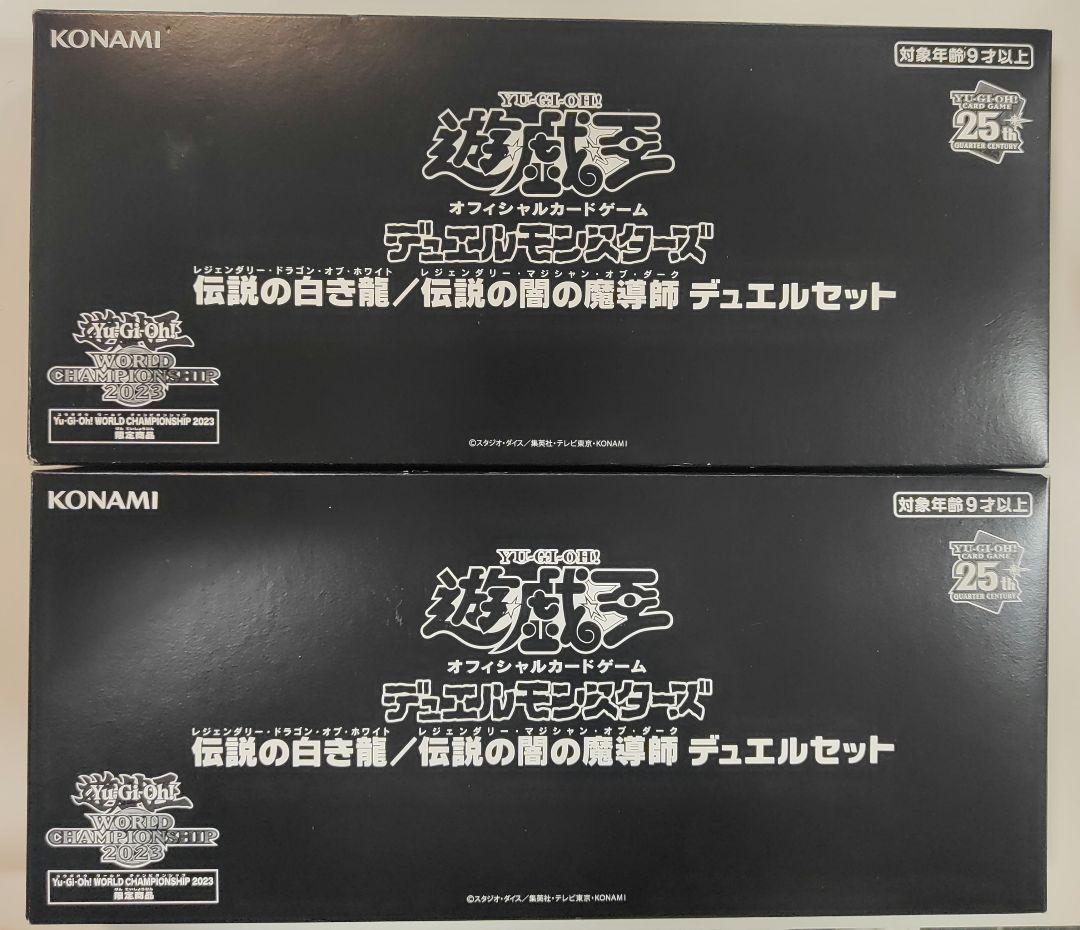 KONAMI
対象年齢9才以上
YU-GI-OH!
CARD GAME
25th
QUARTER CENTURY
YU-GI-OH!
遊戯王
オフィシャルカードゲーム
デュエルモンスターズ
レジェンダリー・ドラゴン・オブ・ホワイト レジェンダリー・マジシャン・オブ・ダーク
伝説の白き龍/伝説の闇の魔導師 デュエルセット
Yu-Gi-Oh!
WORLD
CHAMPIONSHIP
2023
Yu-Gi-Oh! WORLD CHAMPIONSHIP 2023
限定商品
©スタジオ・ダイス/集英社・テレビ東京・KONAMI
KONAMI
対象年齢9才以上
YU-GI-OH!
CARD GAME
25th
QUARTER CENTURY
YU-GI-OH!
遊戯王
オフィシャルカードゲーム
デュエルモンスターズ
レジェンダリー・ドラゴン・オブ・ホワイト レジェンダリー・マジシャン・オブ・ダーク
伝説の白き龍/伝説の闇の魔導師 デュエルセット
Yu-Gi-Oh!
WORLD
CHAMPIONSHIP
2023
Yu-Gi-Oh! WORLD CHAMPIONSHIP 2023
限定商品
©スタジオ・ダイス/集英社・テレビ東京・KONAMI